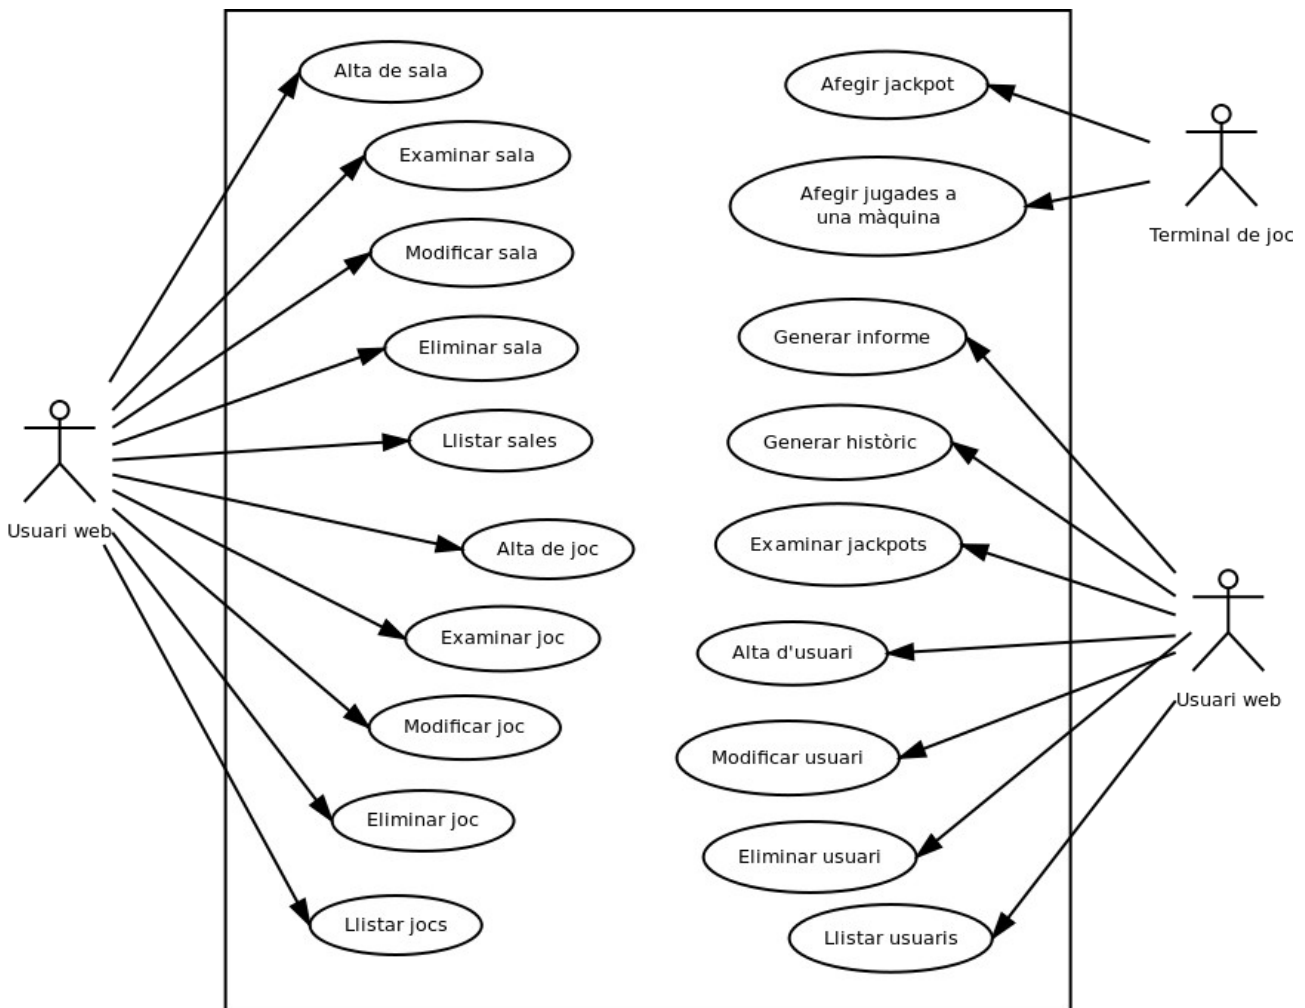 Alta de sala
Examinar sala
Modificar sala
Eliminar sala
Llistar sales
Alta de joc
Examinar joc
Modificar joc
Eliminar joc
Llistar jocs
Usuari web
Afegir jackpot
Afegir jugades a
una màquina
Terminal de joc
Generar informe
Generar històric
Examinar jackpots
Alta d'usuari
Modificar usuari
Eliminar usuari
Llistar usuaris
Usuari web